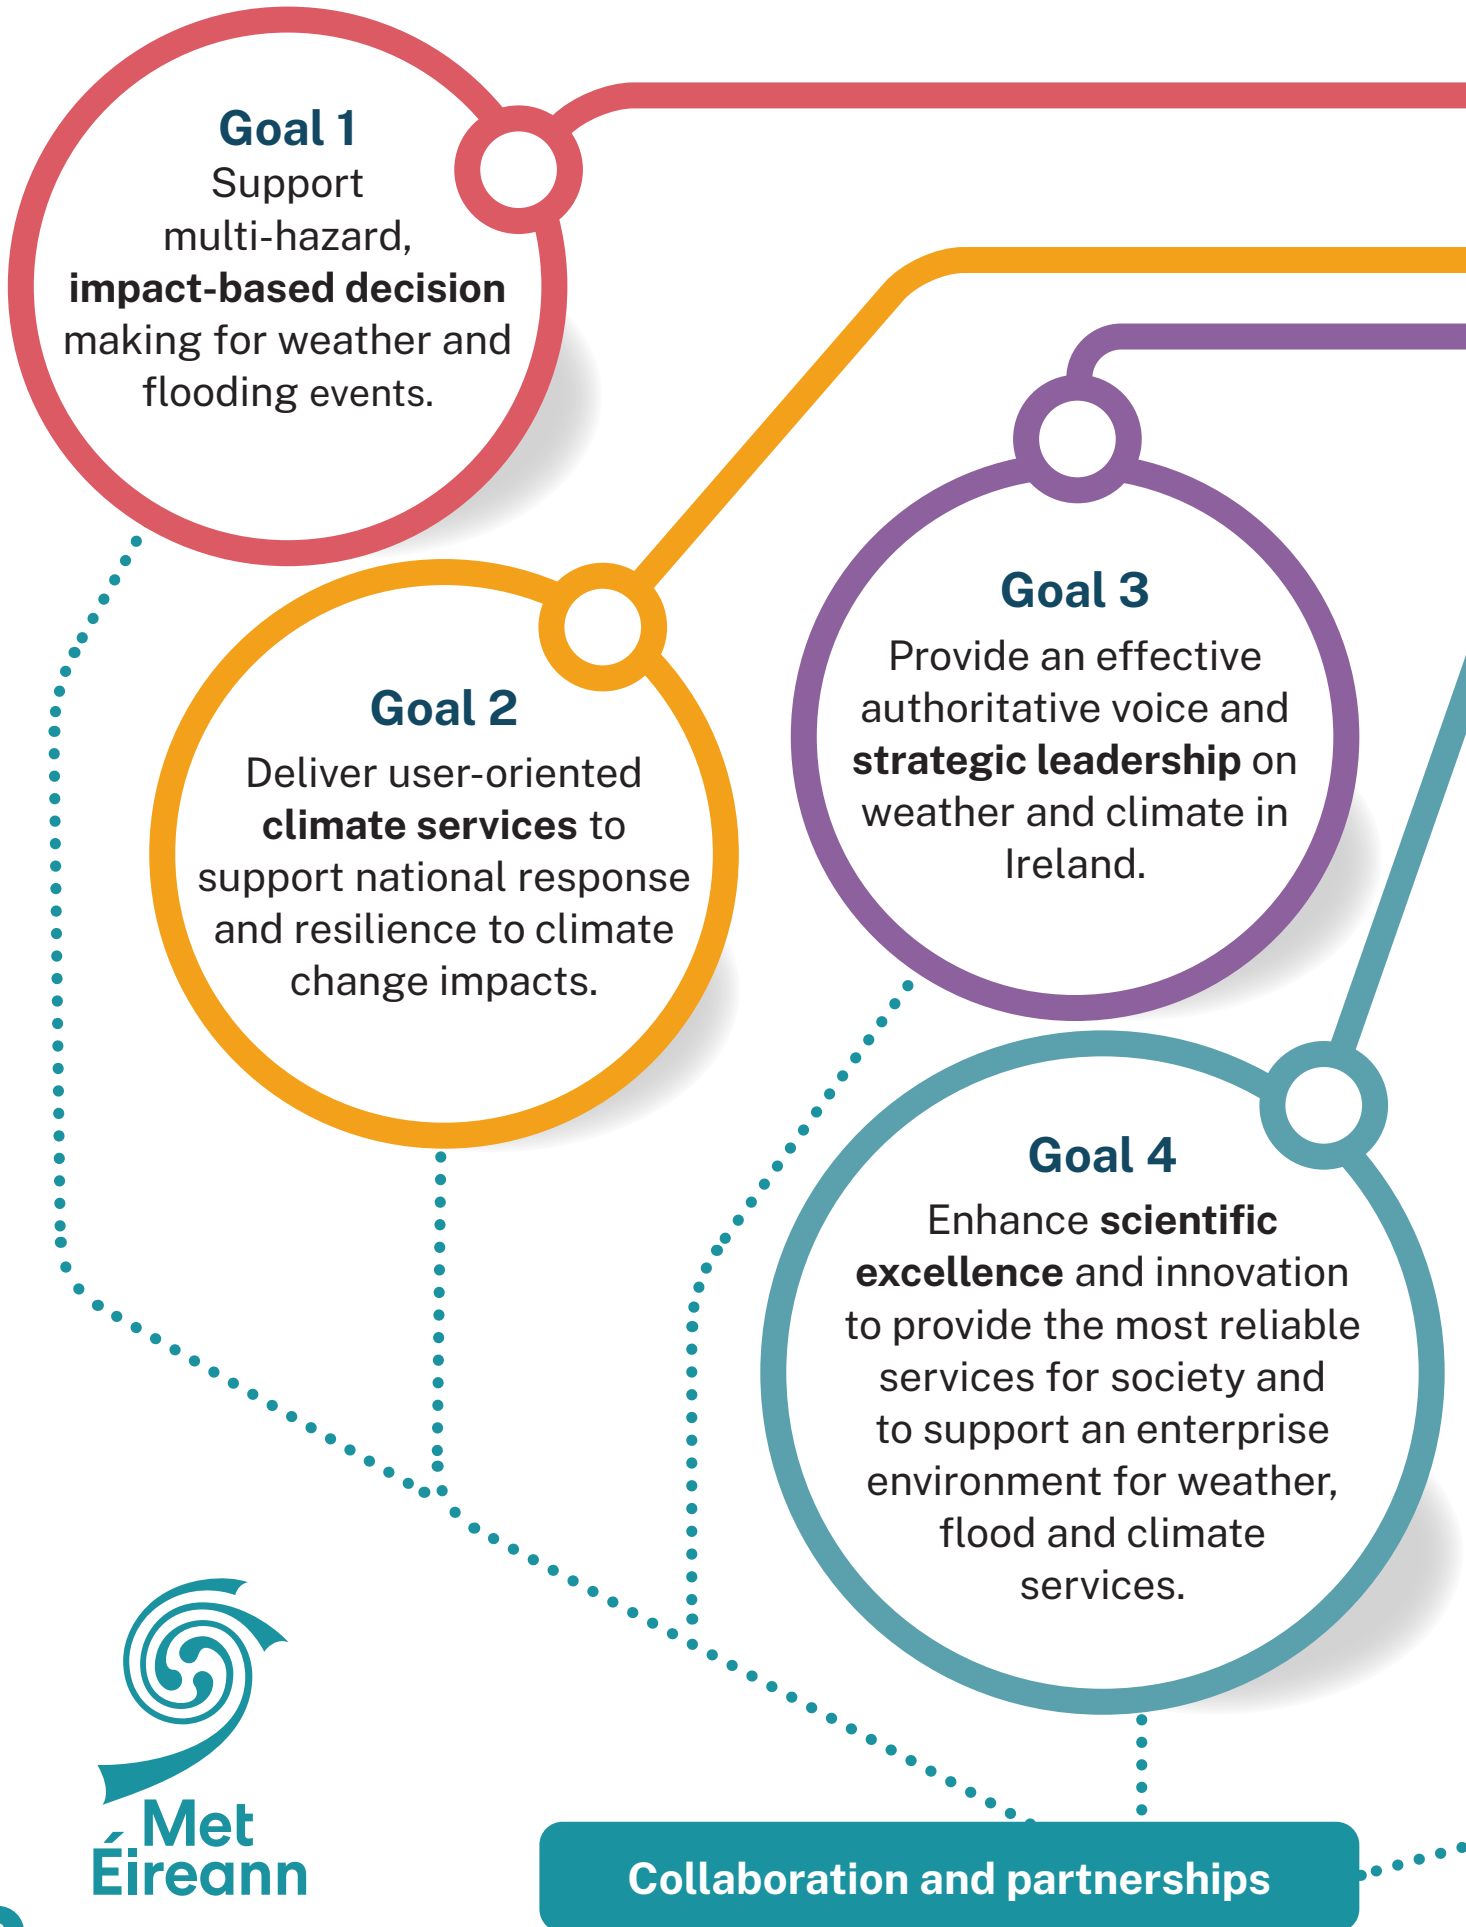 Goal 1
Support
multi-hazard,
impact-based decision
making for weather and
flooding events.
Goal 2
Deliver user-oriented
climate services to
support national response
and resilience to climate
change impacts.
Goal 3
Provide an effective
authoritative voice and
strategic leadership on
weather and climate in
Ireland.
Goal 4
Enhance scientific
excellence and innovation
to provide the most reliable
services for society and
to support an enterprise
environment for weather,
flood and climate
services.
Met
Éireann
Collaboration and partnerships